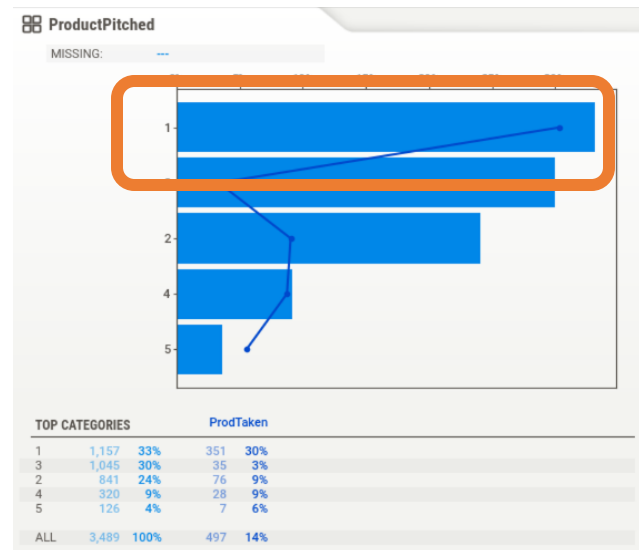 ProductPitched
MISSING: ---
1
2
4
5
TOP CATEGORIES ProdTaken
1 1,157 33% 351 30%
3 1,045 30% 35 3%
2 841 24% 76 9%
4 320 9% 28 9%
5 126 4% 7 6%
ALL 3,489 100% 497 14%